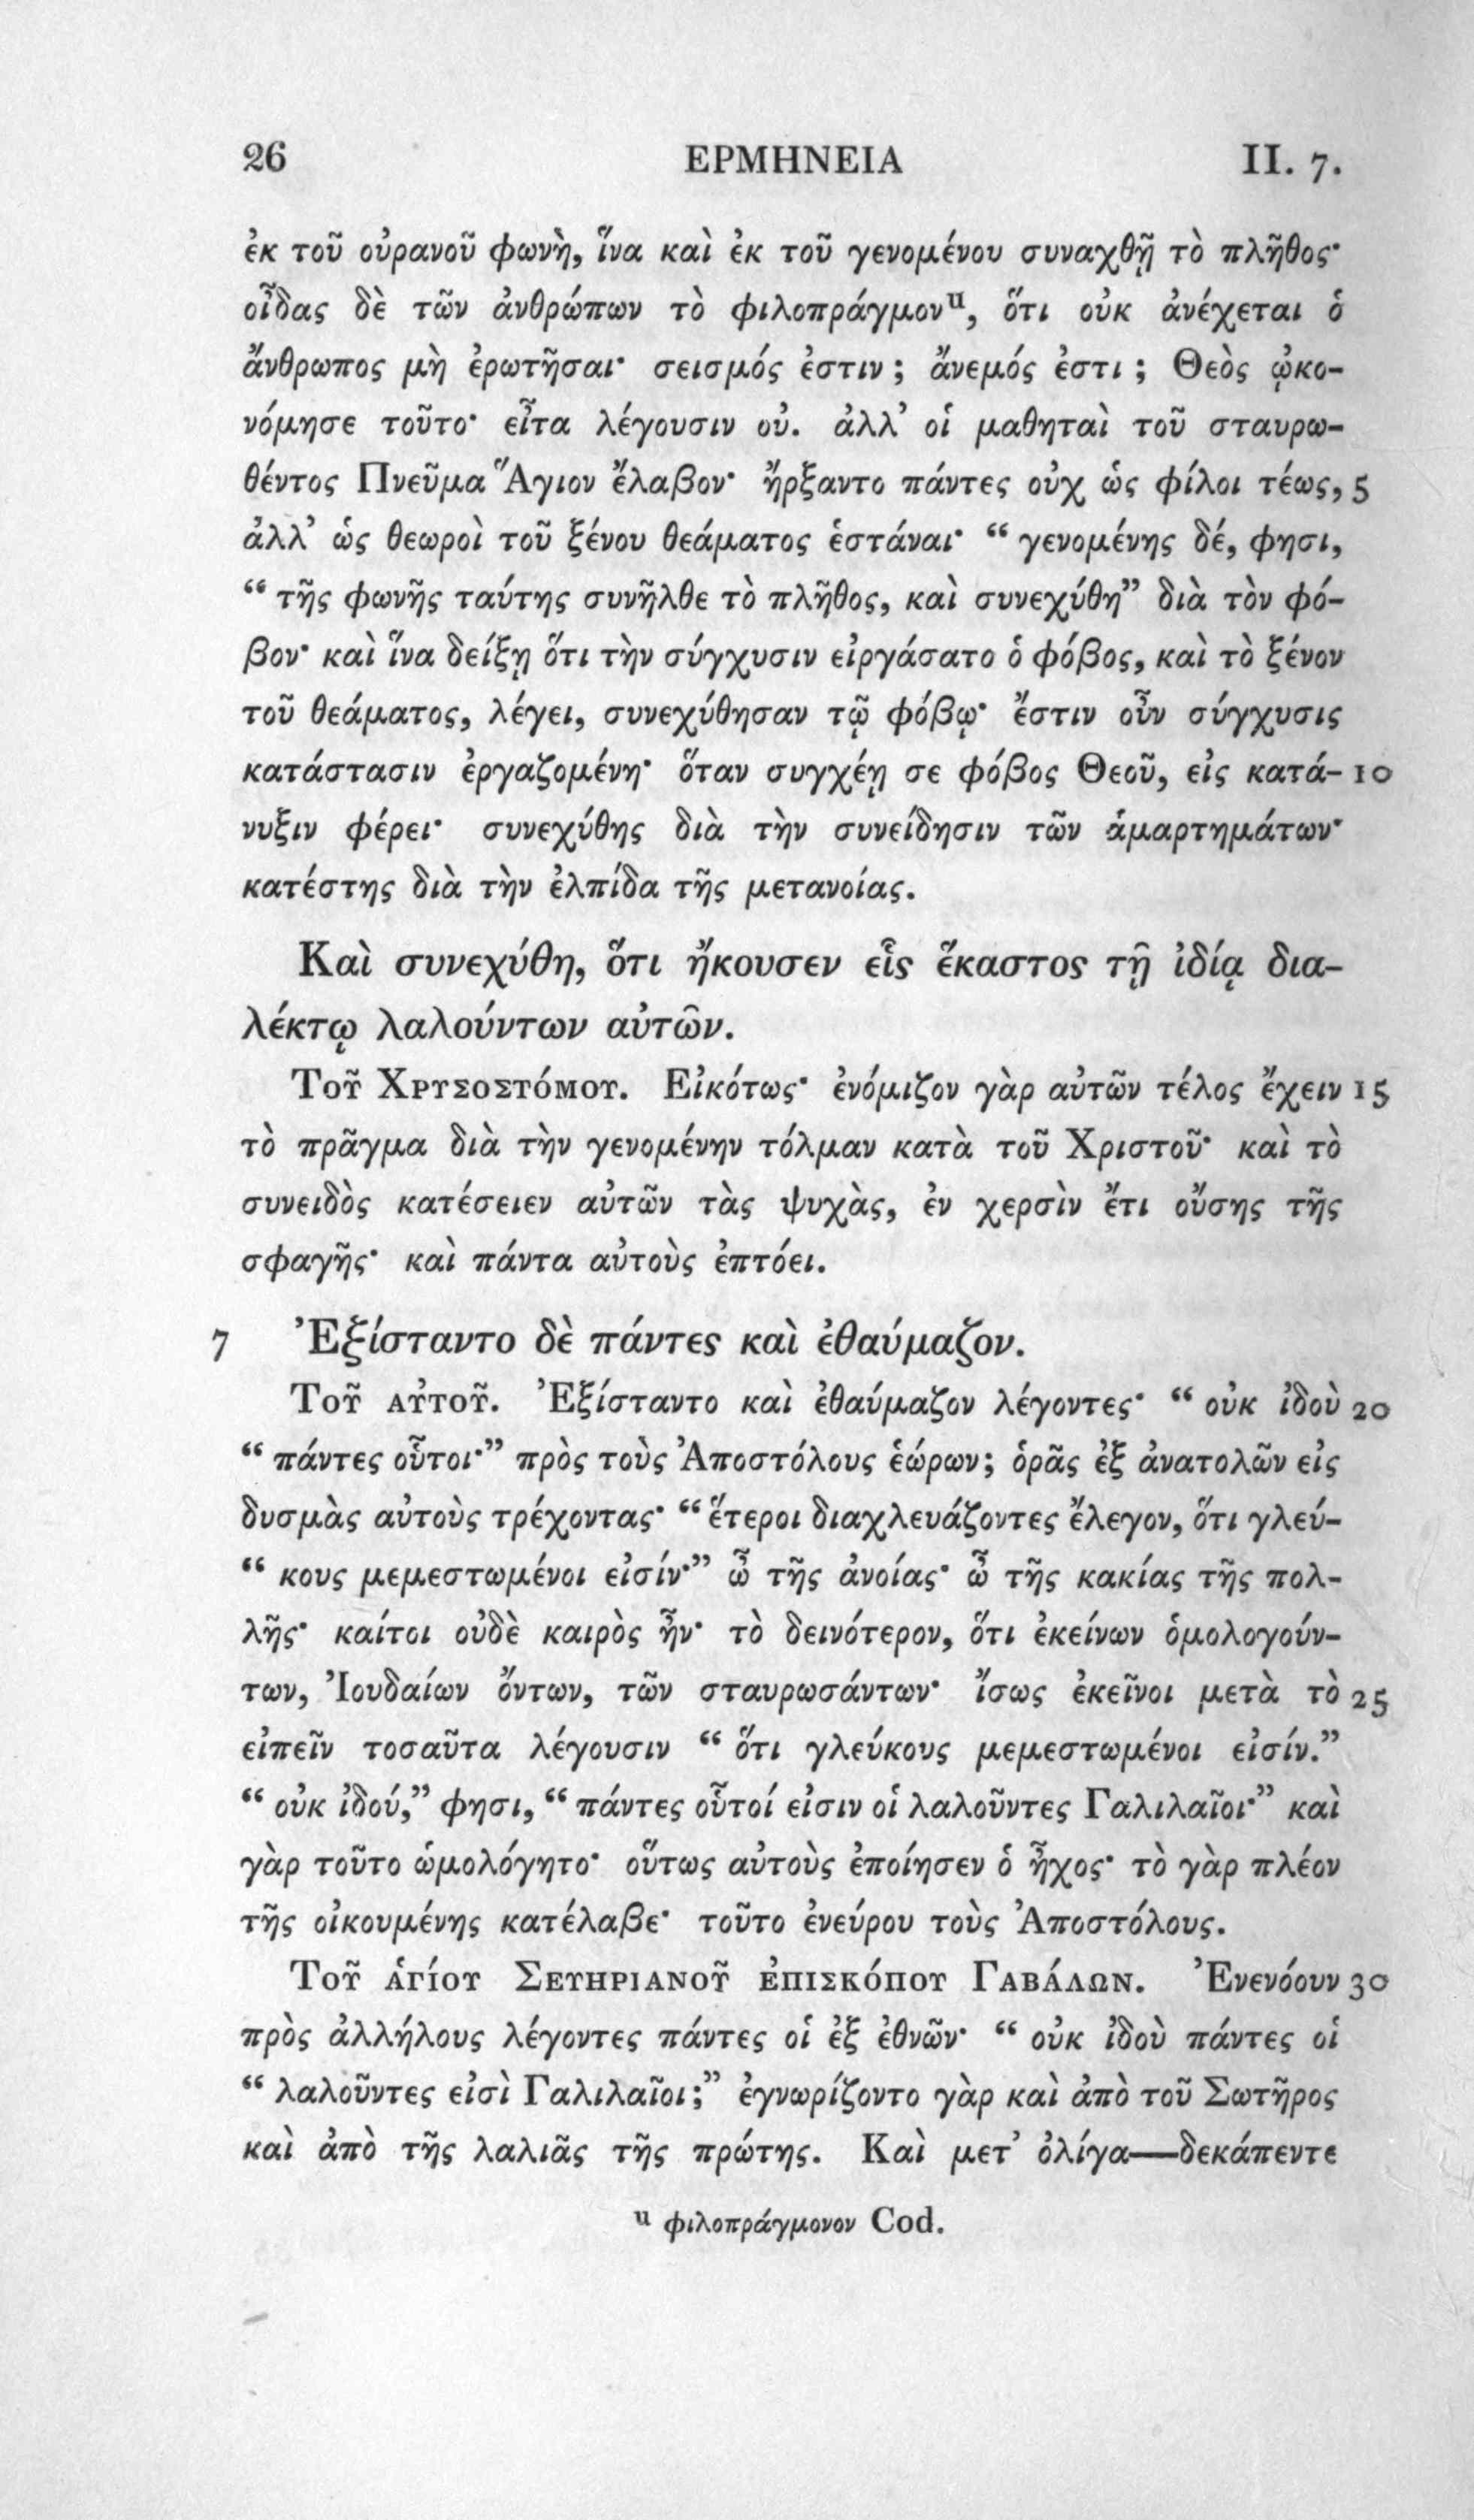 26 ΕΡΜΗΝΕΙΑ II. 7.
ἐκ τοῦ οὐρανοῦ φωνὴ, ἵνα καὶ ἐκ τοῦ γενομένου συναχθῇ τὸ πλῆθος·
οἶδας δὲ τῶν ἀνθρώπων τὸ φιλοπράγμονᵘ, ὅτι οὐκ ἀνέχεται ὁ
ἄνθρωπος μὴ ἐρωτῆσαι· σεισμός ἐστιν; ἄνεμός ἐστι; Θεὸς ᾠκο-
νόμησε τοῦτο· εἶτα λέγουσιν οὐ. ἀλλ’ οἱ μαθηταὶ τοῦ σταυρω-
θέντος Πνεῦμα Ἅγιον ἔλαβον· ἤρξαντο πάντες οὐχ ὡς φίλοι τέως, 5
ἀλλ’ ὡς θεωροὶ τοῦ ξένου θεάματος ἑστάναι· “ γενομένης δέ, φησι,
“ τῆς φωνῆς ταύτης συνῆλθε τὸ πλῆθος, καὶ συνεχύθη” διὰ τὸν φό-
βον· καὶ ἵνα δείξῃ ὅτι τὴν σύγχυσιν εἰργάσατο ὁ φόβος, καὶ τὸ ξένον
τοῦ θεάματος, λέγει, συνεχύθησαν τῷ φόβῳ· ἔστιν οὖν σύγχυσις
κατάστασιν ἐργαζομένη· ὅταν συγχέῃ σε φόβος Θεοῦ, εἰς κατά- 10
νυξιν φέρει· συνεχύθης διὰ τὴν συνείδησιν τῶν ἁμαρτημάτων·
κατέστης διὰ τὴν ἐλπίδα τῆς μετανοίας.
Καὶ συνεχύθη, ὅτι ἤκουσεν εἷς ἕκαστος τῇ ἰδίᾳ δια-
λέκτῳ λαλούντων αὐτῶν.
Τοῦ Χρυσοστόμου. Εἰκότως· ἐνόμιζον γὰρ αὐτῶν τέλος ἔχειν 15
τὸ πρᾶγμα διὰ τὴν γενομένην τόλμαν κατὰ τοῦ Χριστοῦ· καὶ τὸ
συνειδὸς κατέσειεν αὐτῶν τὰς ψυχὰς, ἐν χερσὶν ἔτι οὔσης τῆς
σφαγῆς· καὶ πάντα αὐτοὺς ἐπτόει.
7 Ἐξίσταντο δὲ πάντες καὶ ἐθαύμαζον.
Τοῦ αὐτοῦ. Ἐξίσταντο καὶ ἐθαύμαζον λέγοντες· “ οὐκ ἰδοὺ 20
“ πάντες οὗτοι·” πρὸς τοὺς Ἀποστόλους ἑώρων; ὁρᾷς ἐξ ἀνατολῶν εἰς
δυσμὰς αὐτοὺς τρέχοντας· “ ἕτεροι διαχλευάζοντες ἔλεγον, ὅτι γλεύ-
“ κους μεμεστωμένοι εἰσίν·” ὦ τῆς ἀνοίας· ὦ τῆς κακίας τῆς πολ-
λῆς· καίτοι οὐδὲ καιρὸς ἦν· τὸ δεινότερον, ὅτι ἐκείνων ὁμολογούν-
των, Ἰουδαίων ὄντων, τῶν σταυρωσάντων· ἴσως ἐκεῖνοι μετὰ τὸ 25
εἰπεῖν τοσαῦτα λέγουσιν “ ὅτι γλεύκους μεμεστωμένοι εἰσίν.”
“ οὐκ ἰδού,” φησι, “ πάντες οὗτοί εἰσιν οἱ λαλοῦντες Γαλιλαῖοι·” καὶ
γὰρ τοῦτο ὡμολόγητο· οὕτως αὐτοὺς ἐποίησεν ὁ ἦχος· τὸ γὰρ πλέον
τῆς οἰκουμένης κατέλαβε· τοῦτο ἐνεύρου τοὺς Ἀποστόλους.
Τοῦ ἁγίου Σευηριανοῦ ἐπισκόπου Γαβάλων. Ἐνενόουν 30
πρὸς ἀλλήλους λέγοντες πάντες οἱ ἐξ ἐθνῶν· “ οὐκ ἰδοὺ πάντες οἱ
“ λαλοῦντες εἰσὶ Γαλιλαῖοι;” ἐγνωρίζοντο γὰρ καὶ ἀπὸ τοῦ Σωτῆρος
καὶ ἀπὸ τῆς λαλιᾶς τῆς πρώτης. Καὶ μετ’ ὀλίγα—δεκάπεντε
ᵘ φιλοπράγμονον Cod.